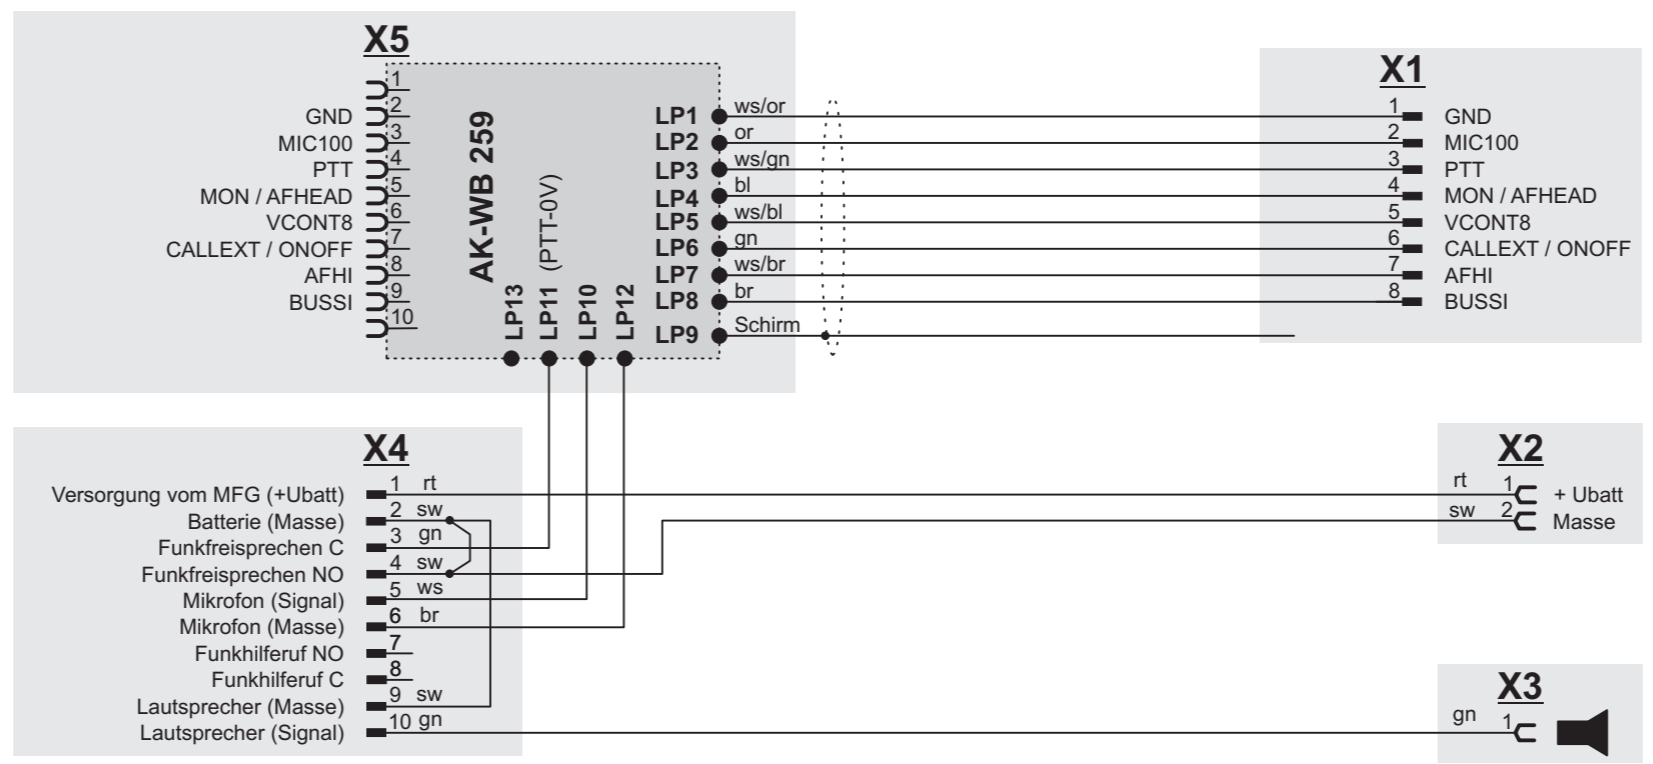 X5
1
GND 2
MIC100 3
PTT 4
MON / AFHEAD 5
VCONT8 6
CALLEXT / ONOFF 7
AFHI 8
BUSSI 9
10
AK-WB 259
(PTT-0V)
LP13
LP11
LP10
LP12
LP1 ws/or
LP2 or
LP3 ws/gn
LP4 bl
LP5 ws/bl
LP6 gn
LP7 ws/br
LP8 br
LP9 Schirm
X1
1 GND
2 MIC100
3 PTT
4 MON / AFHEAD
5 VCONT8
6 CALLEXT / ONOFF
7 AFHI
8 BUSSI
X4
Versorgung vom MFG (+Ubatt) 1 rt
Batterie (Masse) 2 sw
Funkfreisprechen C 3 gn
Funkfreisprechen NO 4 sw
Mikrofon (Signal) 5 ws
Mikrofon (Masse) 6 br
Funkhilferuf NO 7
Funkhilferuf C 8
Lautsprecher (Masse) 9 sw
Lautsprecher (Signal) 10 gn
X2
rt 1 + Ubatt
sw 2 Masse
X3
gn 1